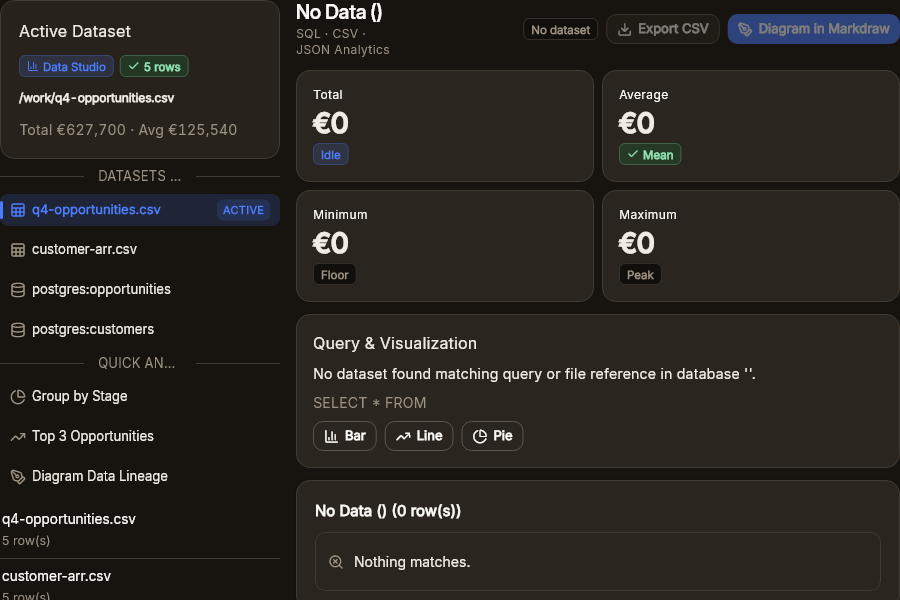 Active Dataset
Data Studio
5 rows
/work/q4-opportunities.csv
Total €627,700 · Avg €125,540
DATASETS ...
q4-opportunities.csv
ACTIVE
customer-arr.csv
postgres:opportunities
postgres:customers
QUICK AN...
Group by Stage
Top 3 Opportunities
Diagram Data Lineage
q4-opportunities.csv
5 row(s)
customer-arr.csv
5 row(s)
No Data ()
SQL · CSV ·
JSON Analytics
No dataset
Export CSV
Diagram in Markdraw
Total
€0
Idle
Average
€0
Mean
Minimum
€0
Floor
Maximum
€0
Peak
Query & Visualization
No dataset found matching query or file reference in database ''.
SELECT * FROM
Bar
Line
Pie
No Data () (0 row(s))
Nothing matches.